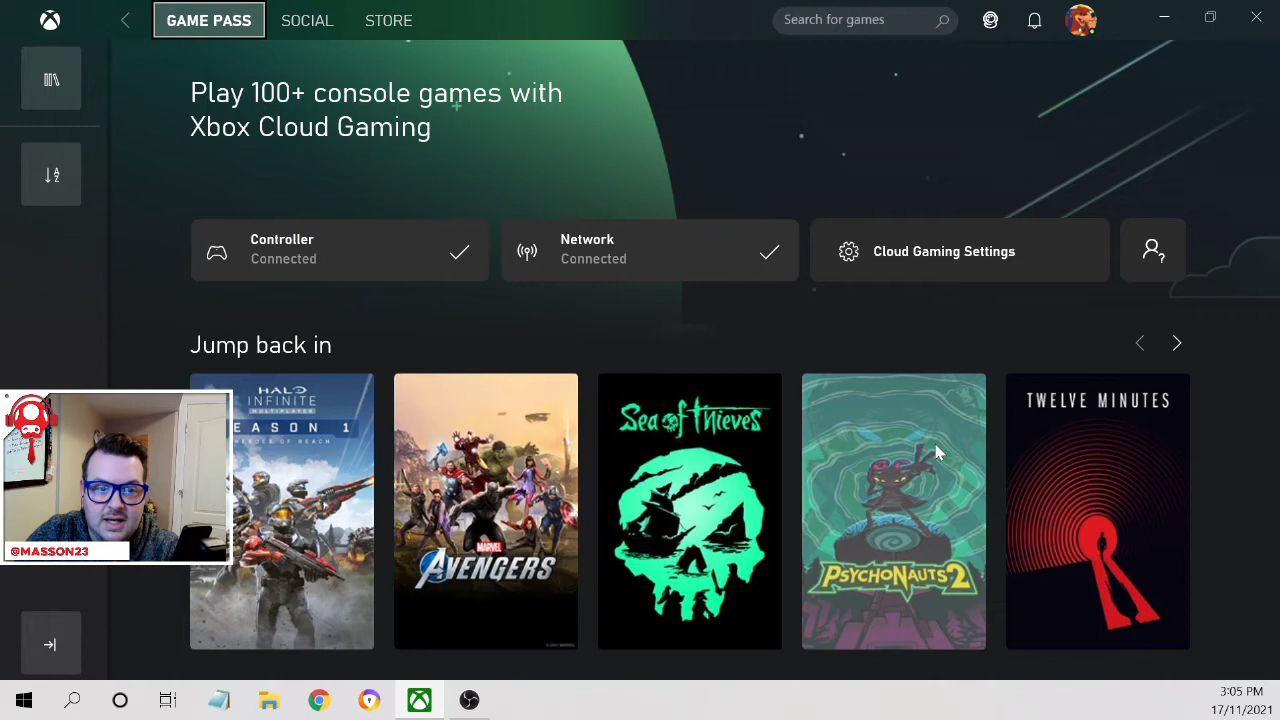 GAME PASS
SOCIAL
STORE
Search for games
Play 100+ console games with
Xbox Cloud Gaming
Controller
Connected
Network
Connected
Cloud Gaming Settings
Jump back in
HALO
INFINITE
MULTIPLAYER
EASON 1
HEROES OF REACH
MARVEL
AVENGERS
Sea of Thieves
PSYCHONAUTS 2
TWELVE MINUTES
@MASSON23
3:05 PM
17/11/2021